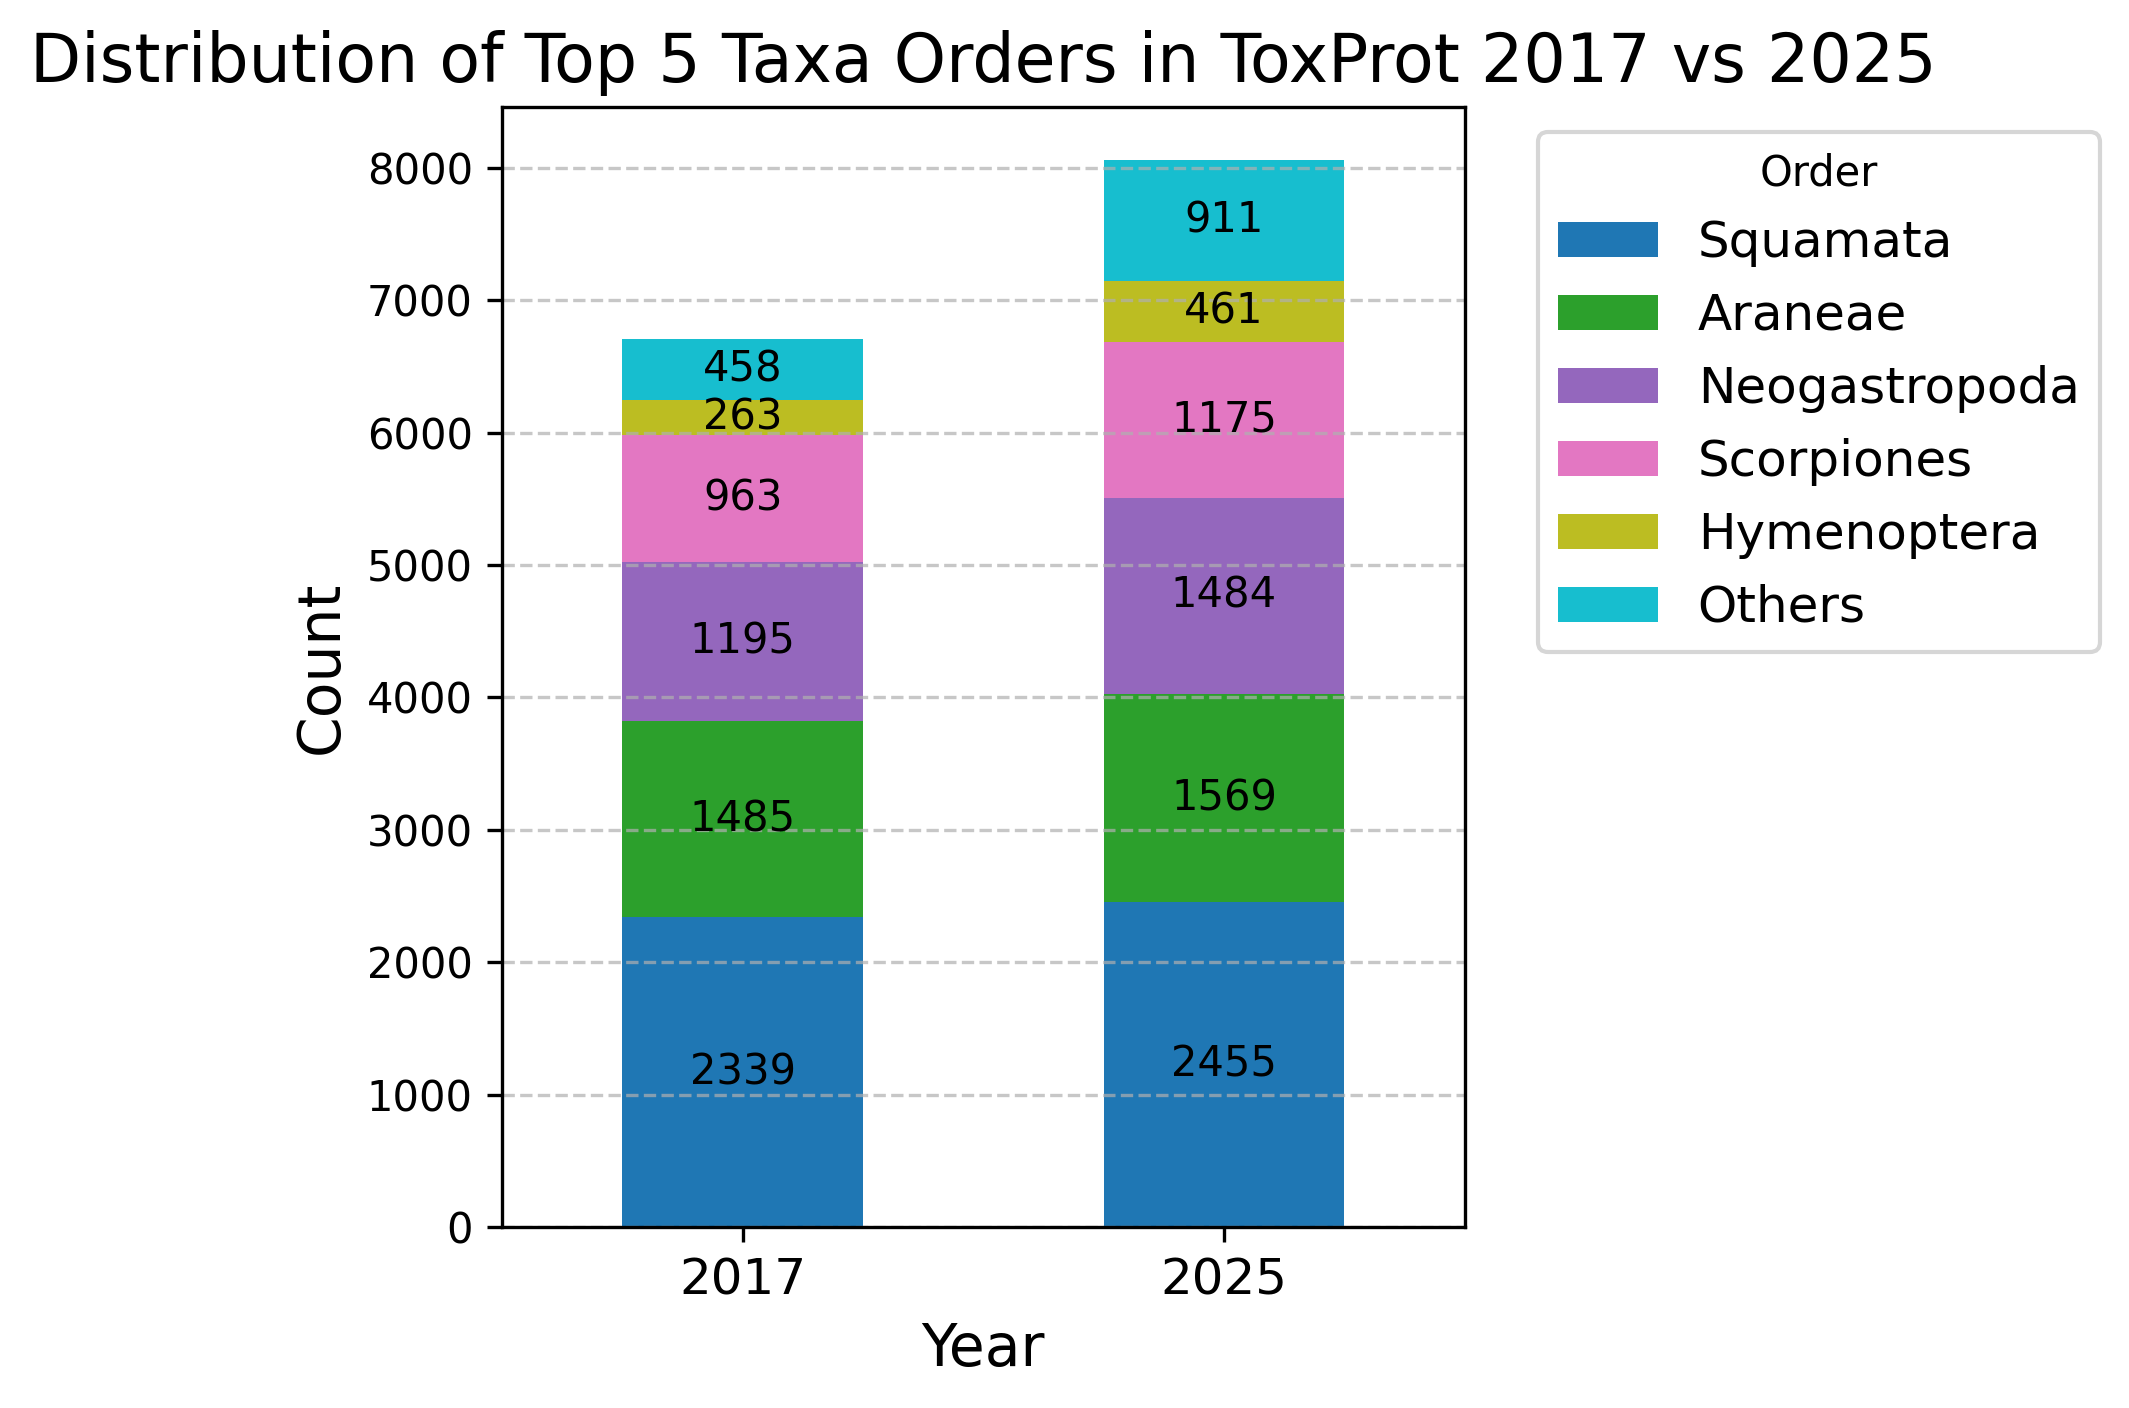 Distribution of Top 5 Taxa Orders in ToxProt 2017 vs 2025
Count
8000
7000
6000
5000
4000
3000
2000
1000
0
458
263
963
1195
1485
2339
911
461
1175
1484
1569
2455
2017
2025
Year
Order
Squamata
Araneae
Neogastropoda
Scorpiones
Hymenoptera
Others